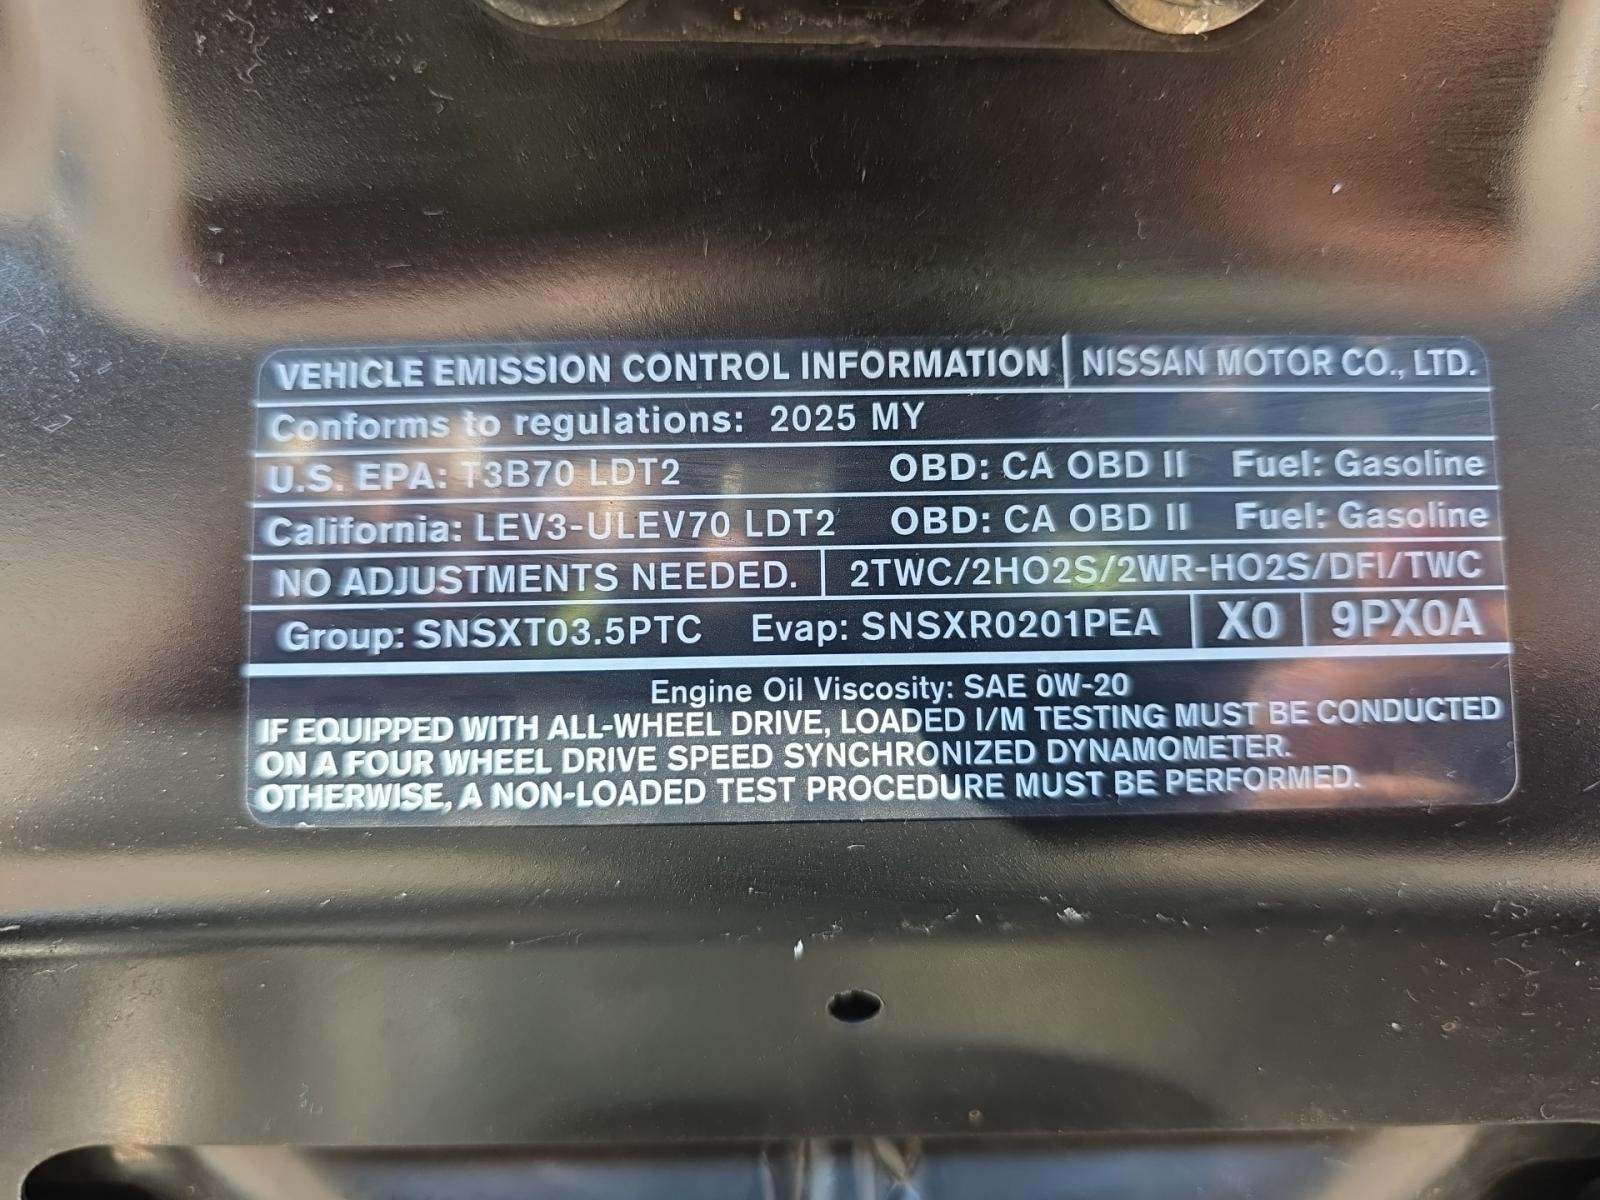 VEHICLE EMISSION CONTROL INFORMATION NISSAN MOTOR CO., LTD.
Conforms to regulations: 2025 MY
U.S. EPA: T3B70 LDT2 OBD: CA OBD II Fuel: Gasoline
California: LEV3-ULEV70 LDT2 OBD: CA OBD II Fuel: Gasoline
NO ADJUSTMENTS NEEDED. 2TWC/2HO2S/2WR-HO2S/DFI/TWC
Group: SNSXT03.5PTC Evap: SNSXR0201PEA X0 9PX0A
Engine Oil Viscosity: SAE 0W-20
IF EQUIPPED WITH ALL-WHEEL DRIVE, LOADED I/M TESTING MUST BE CONDUCTED
ON A FOUR WHEEL DRIVE SPEED SYNCHRONIZED DYNAMOMETER.
OTHERWISE, A NON-LOADED TEST PROCEDURE MUST BE PERFORMED.